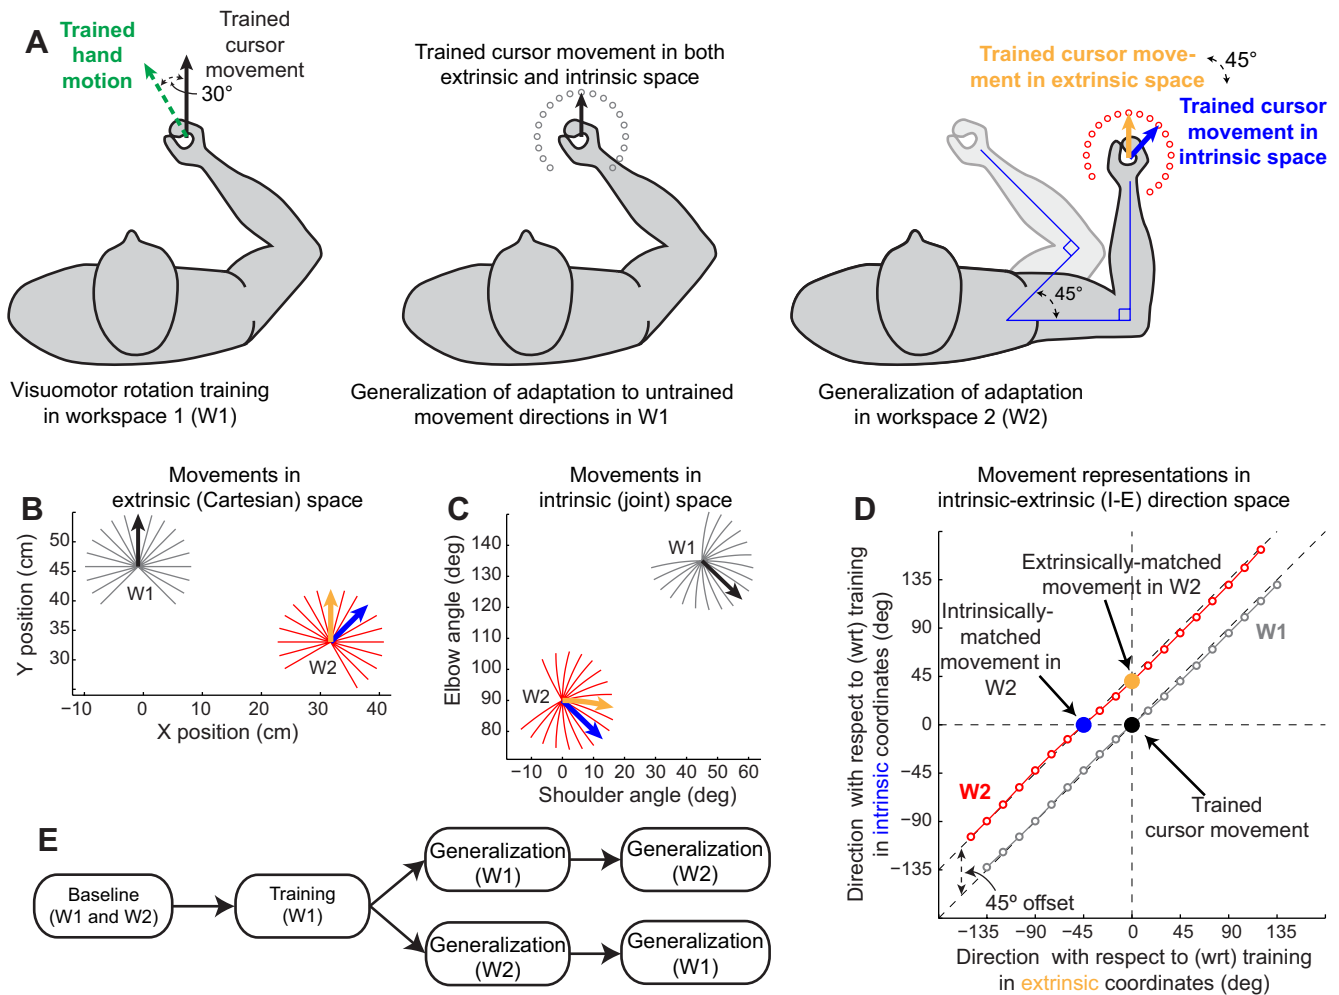 A
Trained
hand
motion
Trained
cursor
movement
30°
Trained cursor movement in both
extrinsic and intrinsic space
Trained cursor move-
ment in extrinsic space
45°
Trained cursor
movement in
intrinsic space
45°
Visuomotor rotation training
in workspace 1 (W1)
Generalization of adaptation to untrained
movement directions in W1
Generalization of adaptation
in workspace 2 (W2)
B
Movements in
extrinsic (Cartesian) space
Y position (cm)
50
45
40
35
30
W1
W2
−10
0
10
20
30
40
X position (cm)
C
Movements in
intrinsic (joint) space
Elbow angle (deg)
140
130
120
110
100
90
80
W1
W2
−10 0 10 20 30 40 50 60
Shoulder angle (deg)
D
Movement representations in
intrinsic-extrinsic (I-E) direction space
Direction with respect to (wrt) training
in intrinsic coordinates (deg)
135
90
45
0
−45
−90
−135
Extrinsically-matched
movement in W2
Intrinsically-
matched
movement in
W2
W1
W2
Trained
cursor movement
45º offset
−135 −90 −45 0 45 90 135
Direction with respect to (wrt) training
in extrinsic coordinates (deg)
E
Baseline
(W1 and W2)
Training
(W1)
Generalization
(W1)
Generalization
(W2)
Generalization
(W2)
Generalization
(W1)